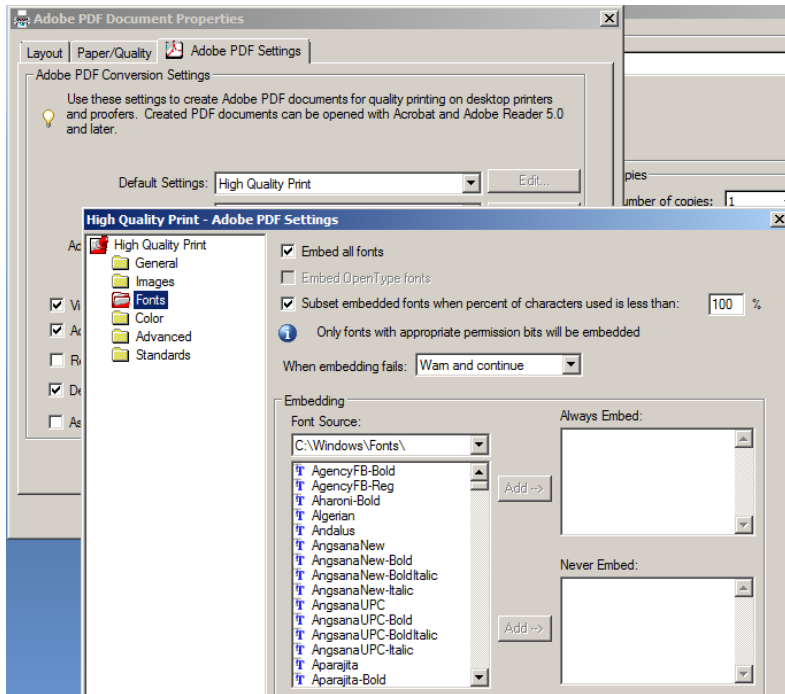 Adobe PDF Document Properties
Layout
Paper/Quality
Adobe PDF Settings
Adobe PDF Conversion Settings
Use these settings to create Adobe PDF documents for quality printing on desktop printers
and proofers. Created PDF documents can be opened with Acrobat and Adobe Reader 5.0
and later.
Default Settings: High Quality Print
Edit...
umber of copies: 1
High Quality Print - Adobe PDF Settings
High Quality Print
General
Images
Fonts
Color
Advanced
Standards
Embed all fonts
Embed OpenType fonts
Subset embedded fonts when percent of characters used is less than: 100 %
Only fonts with appropriate permission bits will be embedded
When embedding fails: Warn and continue
Embedding
Font Source:
C:\Windows\Fonts\
AgencyFB-Bold
AgencyFB-Reg
Aharoni-Bold
Algerian
Andalus
AngsanaNew
AngsanaNew-Bold
AngsanaNew-BoldItalic
AngsanaNew-Italic
AngsanaUPC
AngsanaUPC-Bold
AngsanaUPC-BoldItalic
AngsanaUPC-Italic
Aparajita
Aparajita-Bold
Add -->
Add -->
Always Embed:
Never Embed: